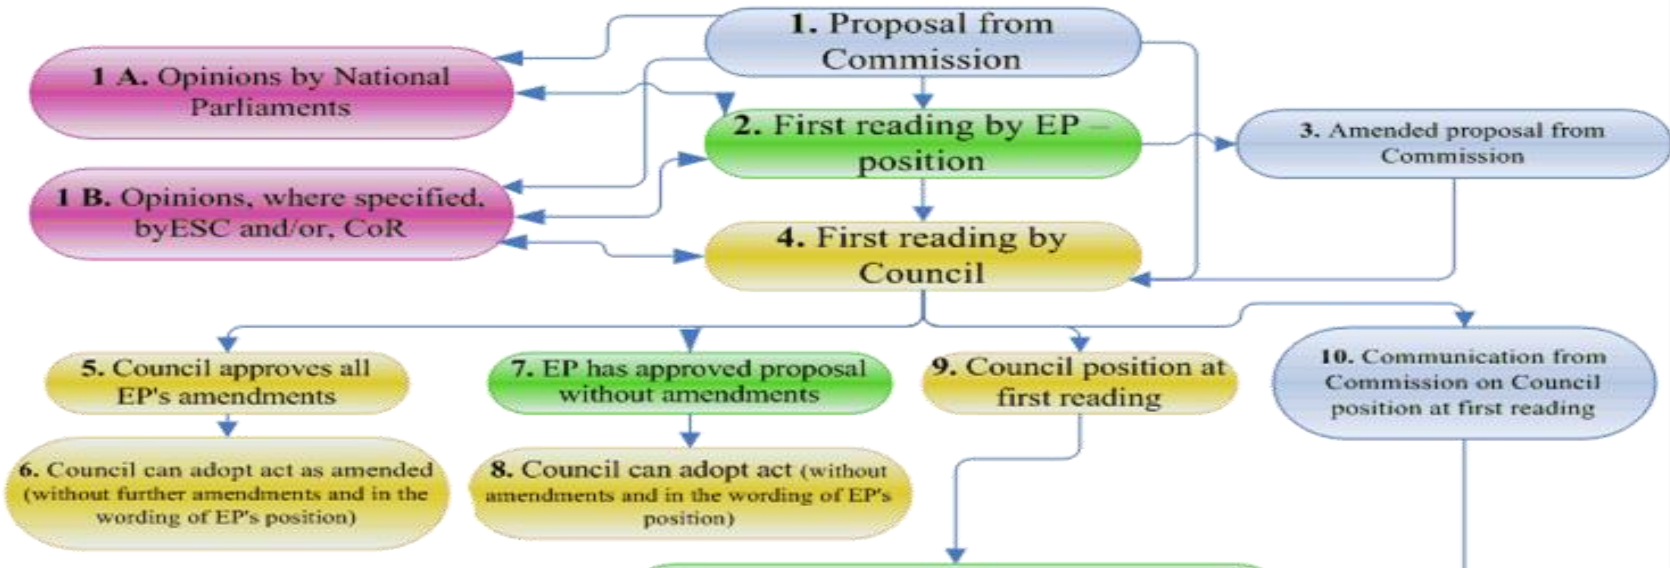 1. Proposal from
Commission
1 A. Opinions by National
Parliaments
2. First reading by EP –
position
3. Amended proposal from
Commission
1 B. Opinions, where specified,
byESC and/or, CoR
4. First reading by
Council
5. Council approves all
EP's amendments
7. EP has approved proposal
without amendments
9. Council position at
first reading
10. Communication from
Commission on Council
position at first reading
6. Council can adopt act as amended
(without further amendments and in the
wording of EP's position)
8. Council can adopt act (without
amendments and in the wording of EP's
position)